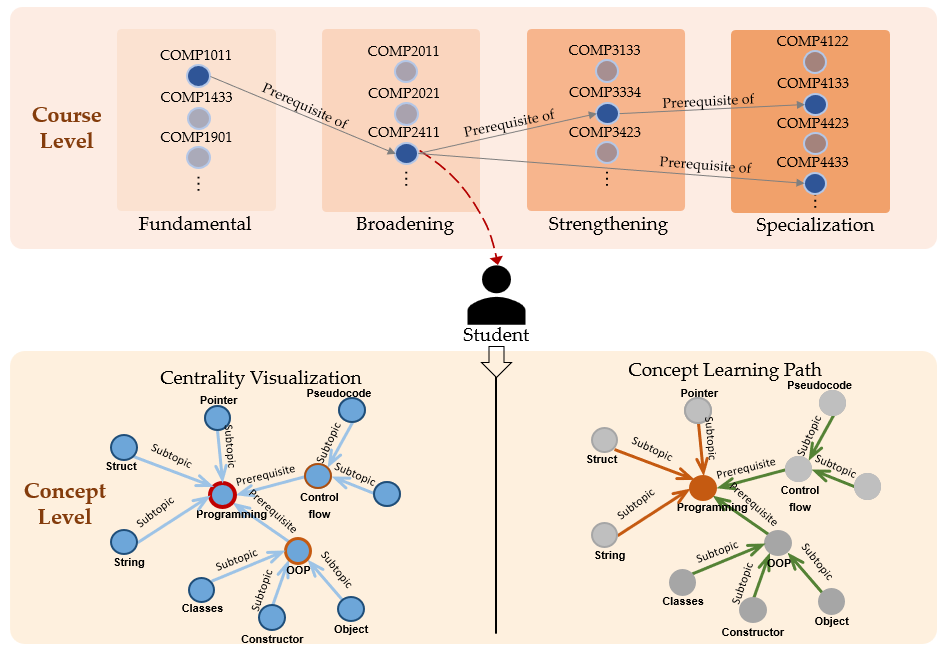 Course
Level
COMP1011
COMP1433
COMP1901
⋮
Fundamental
COMP2011
COMP2021
COMP2411
⋮
Broadening
COMP3133
COMP3334
COMP3423
⋮
Strengthening
COMP4122
COMP4133
COMP4423
COMP4433
⋮
Specialization
Prerequisite of
Prerequisite of
Prerequisite of
Prerequisite of
Student
Concept
Level
Centrality Visualization
Pointer
Pseudocode
Struct
Subtopic
Subtopic
Subtopic
Prerequisite
Subtopic
Programming
Control
flow
Subtopic
Prerequisite
String
OOP
Subtopic
Subtopic
Subtopic
Classes
Constructor
Object
Concept Learning Path
Pointer
Pseudocode
Struct
Subtopic
Subtopic
Subtopic
Prerequisite
Subtopic
Programming
Control
flow
Subtopic
Prerequisite
String
OOP
Subtopic
Subtopic
Subtopic
Classes
Constructor
Object